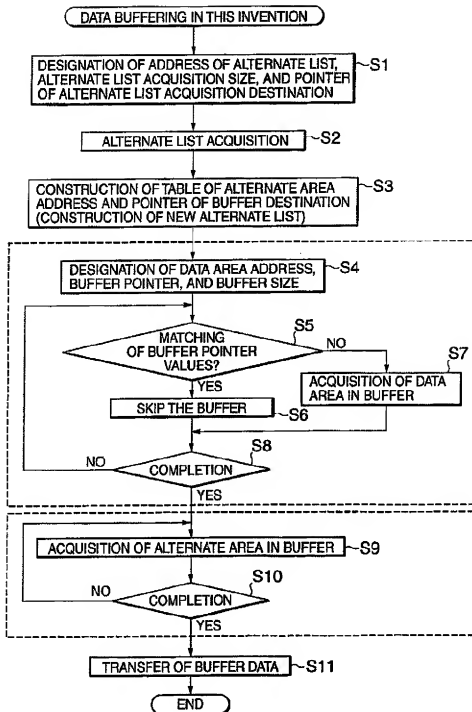 DATA BUFFERING IN THIS INVENTION
DESIGNATION OF ADDRESS OF ALTERNATE LIST,
ALTERNATE LIST ACQUISITION SIZE, AND POINTER
OF ALTERNATE LIST ACQUISITION DESTINATION
S1
ALTERNATE LIST ACQUISITION
S2
CONSTRUCTION OF TABLE OF ALTERNATE AREA
ADDRESS AND POINTER OF BUFFER DESTINATION
(CONSTRUCTION OF NEW ALTERNATE LIST)
S3
DESIGNATION OF DATA AREA ADDRESS,
BUFFER POINTER, AND BUFFER SIZE
S4
MATCHING
OF BUFFER POINTER
VALUES?
S5
NO
S7
ACQUISITION OF DATA
AREA IN BUFFER
YES
SKIP THE BUFFER
S6
S8
NO
COMPLETION
YES
ACQUISITION OF ALTERNATE AREA IN BUFFER
S9
S10
NO
COMPLETION
YES
TRANSFER OF BUFFER DATA
S11
END